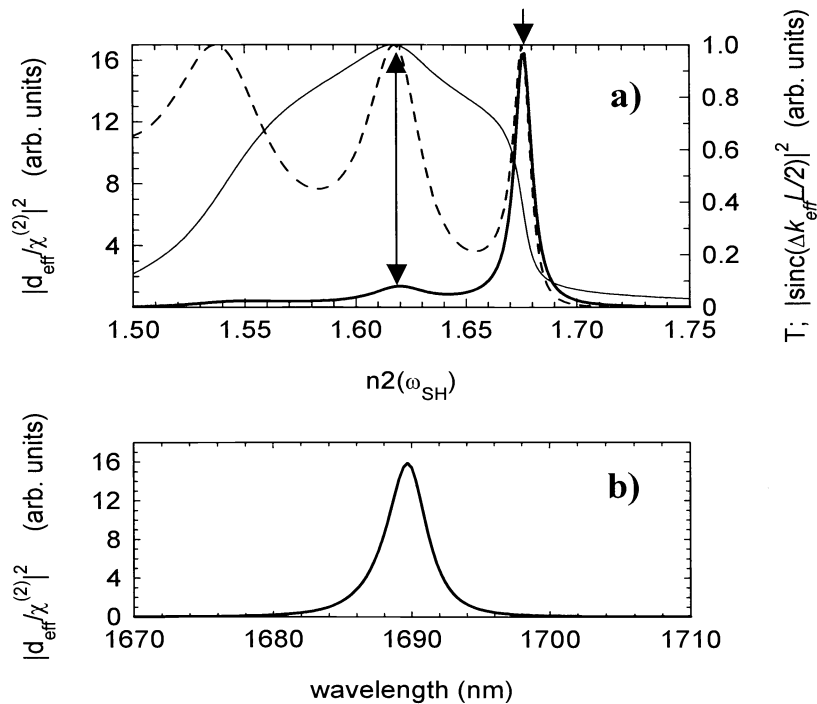 |d_eff/χ^(2)|^2 (arb. units)
16
12
8
4
a)
1.0
0.8
0.6
0.4
0.2
0
T; |sinc(Δk_eff L/2)|^2 (arb. units)
1.50 1.55 1.60 1.65 1.70 1.75
n2(ω_SH)
|d_eff/χ^(2)|^2 (arb. units)
16
12
8
4
0
b)
1670 1680 1690 1700 1710
wavelength (nm)